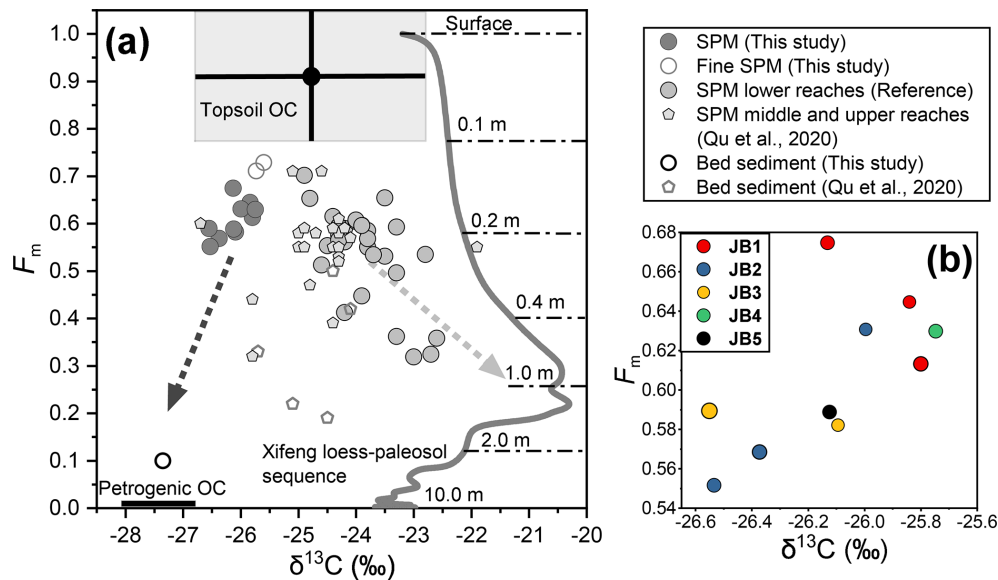 (a)
Surface
Topsoil OC
0.1 m
0.2 m
0.4 m
1.0 m
2.0 m
10.0 m
Xifeng loess-paleosol
sequence
Petrogenic OC
1.0
0.9
0.8
0.7
0.6
0.5
0.4
0.3
0.2
0.1
0.0
Fm
-28 -27 -26 -25 -24 -23 -22 -21 -20
δ13C (‰)
SPM (This study)
Fine SPM (This study)
SPM lower reaches (Reference)
SPM middle and upper reaches
(Qu et al., 2020)
Bed sediment (This study)
Bed sediment (Qu et al., 2020)
(b)
JB1
JB2
JB3
JB4
JB5
0.68
0.66
0.64
0.62
0.60
0.58
0.56
0.54
Fm
-26.6 -26.4 -26.2 -26.0 -25.8 -25.6
δ13C (‰)